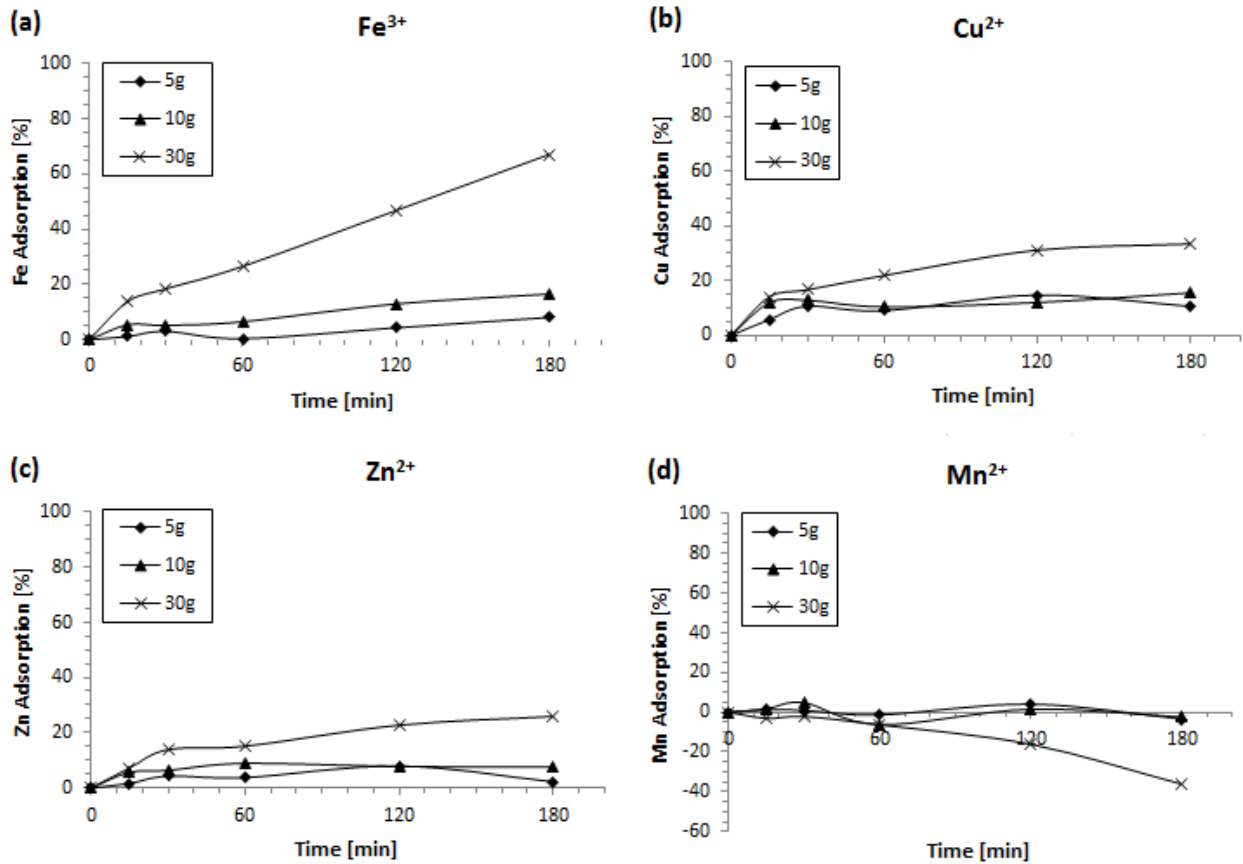 (a)
Fe³⁺
Fe Adsorption [%]
100
80
60
40
20
0
5g
10g
30g
0 60 120 180
Time [min]
(b)
Cu²⁺
Cu Adsorption [%]
100
80
60
40
20
0
5g
10g
30g
0 60 120 180
Time [min]
(c)
Zn²⁺
Zn Adsorption [%]
100
80
60
40
20
0
5g
10g
30g
0 60 120 180
Time [min]
(d)
Mn²⁺
Mn Adsorption [%]
100
80
60
40
20
0
-20
-40
-60
5g
10g
30g
0 60 120 180
Time [min]